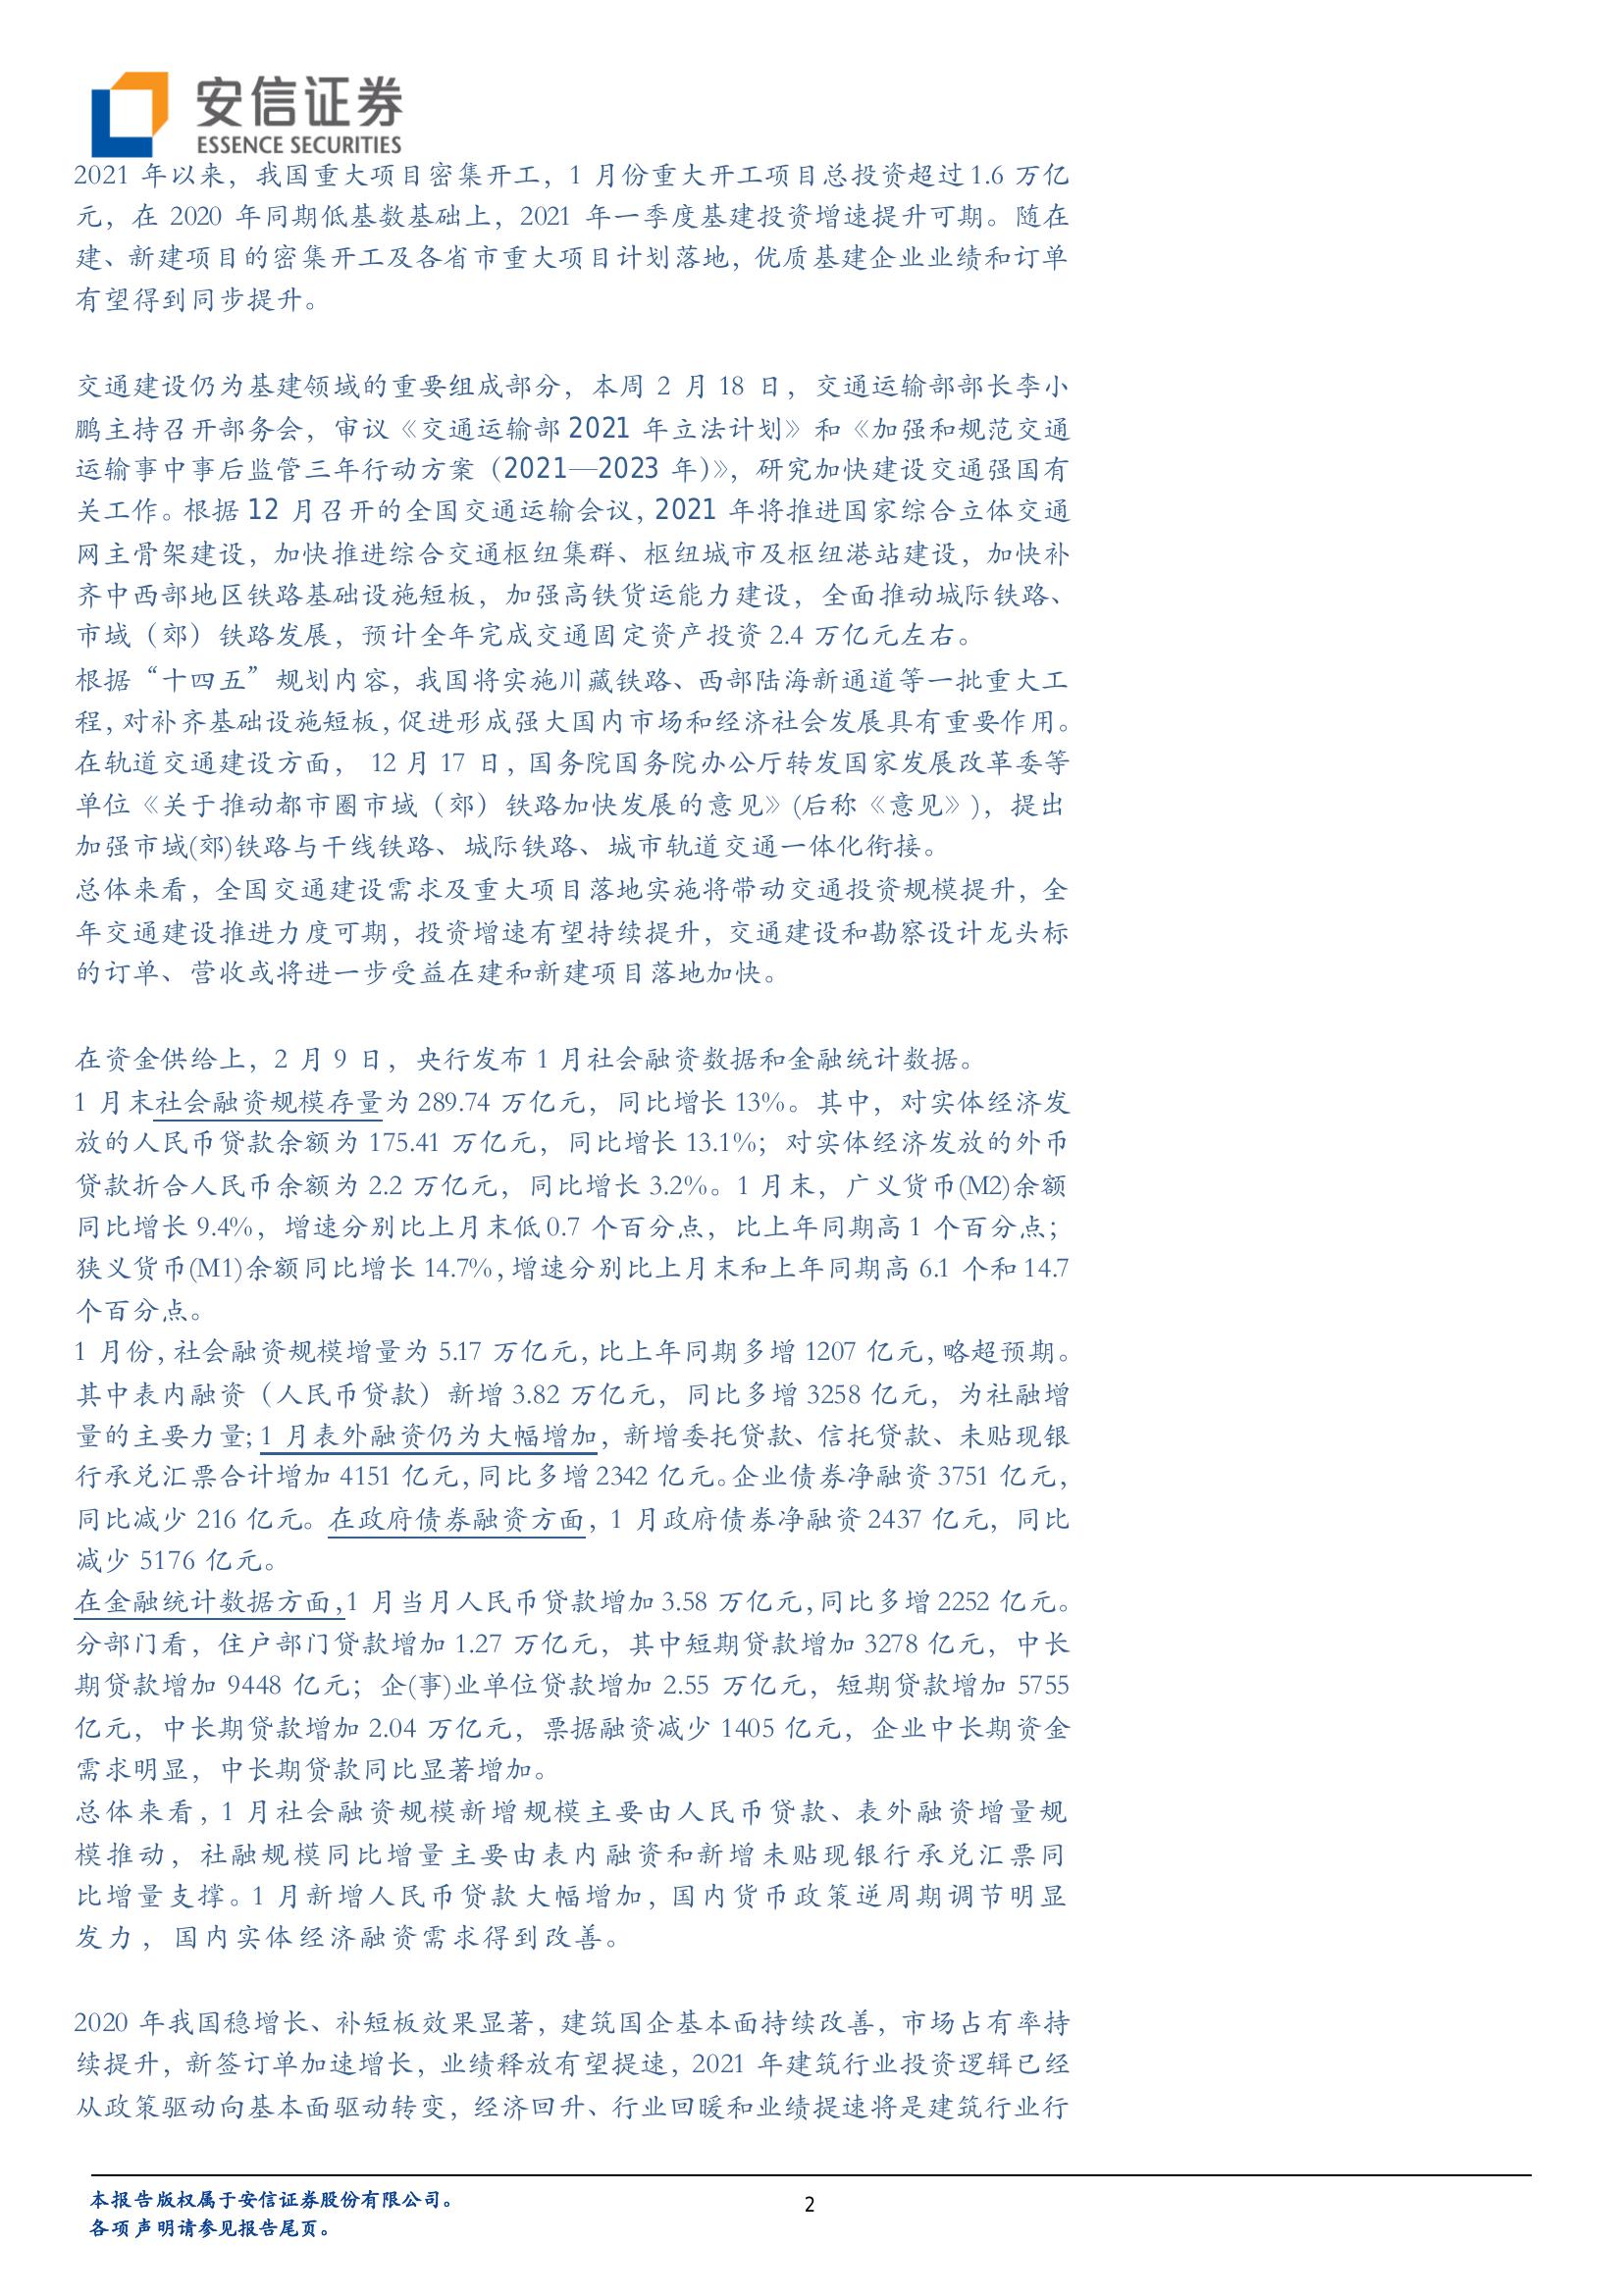 安信证券
ESSENCE SECURITIES
2021 年以来，我国重大项目密集开工，1 月份重大开工项目总投资超过 1.6 万亿
元，在 2020 年同期低基数基础上，2021 年一季度基建投资增速提升可期。随在
建、新建项目的密集开工及各省市重大项目计划落地，优质基建企业业绩和订单
有望得到同步提升。
交通建设仍为基建领域的重要组成部分，本周 2 月 18 日，交通运输部部长李小
鹏主持召开部务会，审议《交通运输部 2021 年立法计划》和《加强和规范交通
运输事中事后监管三年行动方案（2021—2023 年）》，研究加快建设交通强国有
关工作。根据 12 月召开的全国交通运输会议，2021 年将推进国家综合立体交通
网主骨架建设，加快推进综合交通枢纽集群、枢纽城市及枢纽港站建设，加快补
齐中西部地区铁路基础设施短板，加强高铁货运能力建设，全面推动城际铁路、
市域（郊）铁路发展，预计全年完成交通固定资产投资 2.4 万亿元左右。
根据“十四五”规划内容，我国将实施川藏铁路、西部陆海新通道等一批重大工
程，对补齐基础设施短板，促进形成强大国内市场和经济社会发展具有重要作用。
在轨道交通建设方面， 12 月 17 日，国务院国务院办公厅转发国家发展改革委等
单位《关于推动都市圈市域（郊）铁路加快发展的意见》(后称《意见》)，提出
加强市域(郊)铁路与干线铁路、城际铁路、城市轨道交通一体化衔接。
总体来看，全国交通建设需求及重大项目落地实施将带动交通投资规模提升，全
年交通建设推进力度可期，投资增速有望持续提升，交通建设和勘察设计龙头标
的订单、营收或将进一步受益在建和新建项目落地加快。
在资金供给上，2 月 9 日，央行发布 1 月社会融资数据和金融统计数据。
1 月末社会融资规模存量为 289.74 万亿元，同比增长 13%。其中，对实体经济发
放的人民币贷款余额为 175.41 万亿元，同比增长 13.1%；对实体经济发放的外币
贷款折合人民币余额为 2.2 万亿元，同比增长 3.2%。1 月末，广义货币(M2)余额
同比增长 9.4%，增速分别比上月末低 0.7 个百分点，比上年同期高 1 个百分点；
狭义货币(M1)余额同比增长 14.7%，增速分别比上月末和上年同期高 6.1 个和 14.7
个百分点。
1 月份，社会融资规模增量为 5.17 万亿元，比上年同期多增 1207 亿元，略超预期。
其中表内融资（人民币贷款）新增 3.82 万亿元，同比多增 3258 亿元，为社融增
量的主要力量；1 月表外融资仍为大幅增加，新增委托贷款、信托贷款、未贴现银
行承兑汇票合计增加 4151 亿元，同比多增 2342 亿元。企业债券净融资 3751 亿元，
同比减少 216 亿元。在政府债券融资方面，1 月政府债券净融资 2437 亿元，同比
减少 5176 亿元。
在金融统计数据方面，1 月当月人民币贷款增加 3.58 万亿元，同比多增 2252 亿元。
分部门看，住户部门贷款增加 1.27 万亿元，其中短期贷款增加 3278 亿元，中长
期贷款增加 9448 亿元；企(事)业单位贷款增加 2.55 万亿元，短期贷款增加 5755
亿元，中长期贷款增加 2.04 万亿元，票据融资减少 1405 亿元，企业中长期资金
需求明显，中长期贷款同比显著增加。
总体来看，1 月社会融资规模新增规模主要由人民币贷款、表外融资增量规
模推动，社融规模同比增量主要由表内融资和新增未贴现银行承兑汇票同
比增量支撑。1 月新增人民币贷款大幅增加，国内货币政策逆周期调节明显
发力，国内实体经济融资需求得到改善。
2020 年我国稳增长、补短板效果显著，建筑国企基本面持续改善，市场占有率持
续提升，新签订单加速增长，业绩释放有望提速，2021 年建筑行业投资逻辑已经
从政策驱动向基本面驱动转变，经济回升、行业回暖和业绩提速将是建筑行业行
本报告版权属于安信证券股份有限公司。
各项声明请参见报告尾页。
2